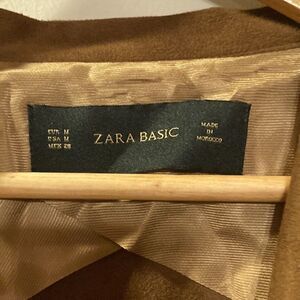 EUR M
USA M
MEX 28
ZARA BASIC
MADE
IN
MOROCCO